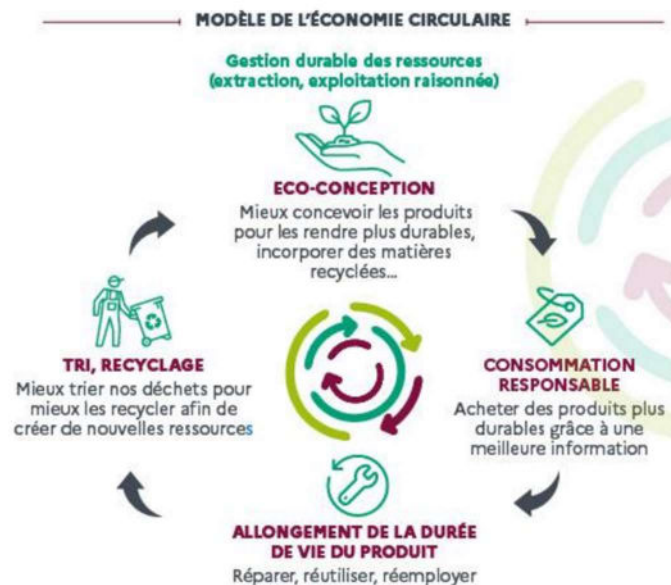 MODÈLE DE L'ÉCONOMIE CIRCULAIRE
Gestion durable des ressources
(extraction, exploitation raisonnée)
ECO-CONCEPTION
Mieux concevoir les produits
pour les rendre plus durables,
incorporer des matières
recyclées...
CONSOMMATION
RESPONSABLE
Acheter des produits plus
durables grâce à une
meilleure information
ALLONGEMENT DE LA DURÉE
DE VIE DU PRODUIT
Réparer, réutiliser, réemployer
TRI, RECYCLAGE
Mieux trier nos déchets pour
mieux les recycler afin de
créer de nouvelles ressources